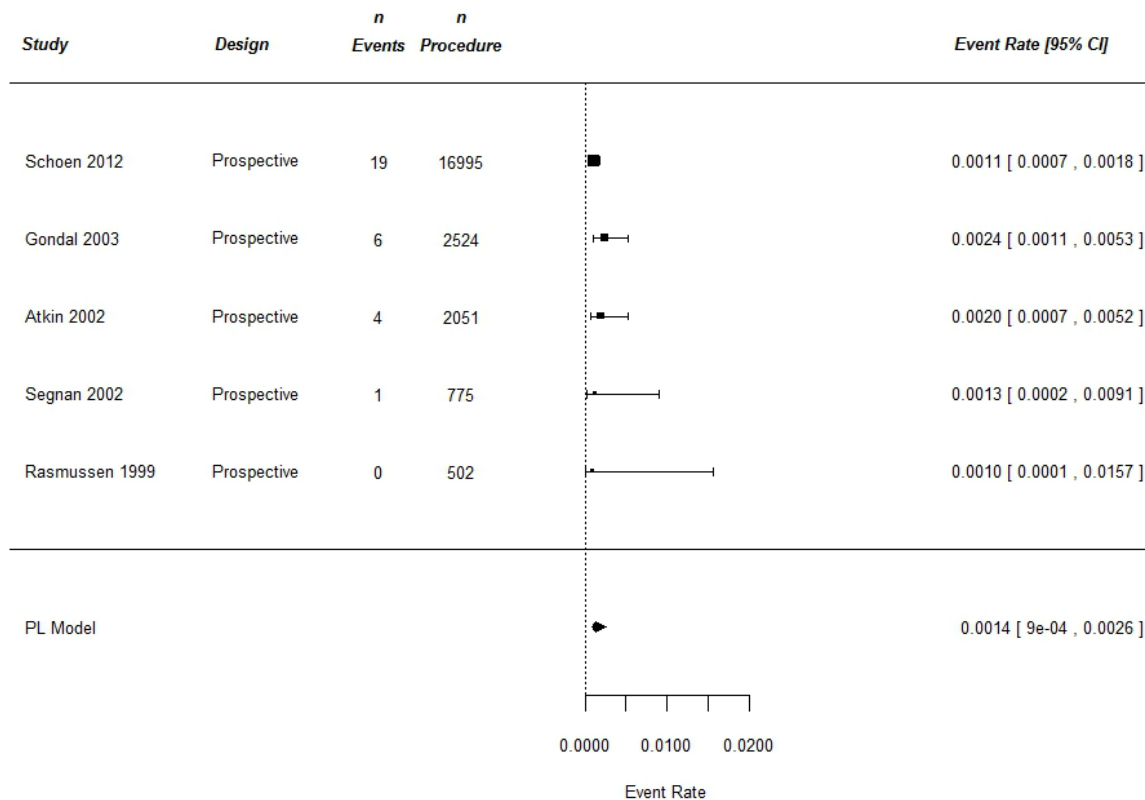 n n
Study Design Events Procedure Event Rate [95% CI]
Schoen 2012 Prospective 19 16995 0.0011 [ 0.0007 , 0.0018 ]
Gondal 2003 Prospective 6 2524 0.0024 [ 0.0011 , 0.0053 ]
Atkin 2002 Prospective 4 2051 0.0020 [ 0.0007 , 0.0052 ]
Segnan 2002 Prospective 1 775 0.0013 [ 0.0002 , 0.0091 ]
Rasmussen 1999 Prospective 0 502 0.0010 [ 0.0001 , 0.0157 ]
PL Model 0.0014 [ 9e-04 , 0.0026 ]
0.0000 0.0100 0.0200
Event Rate